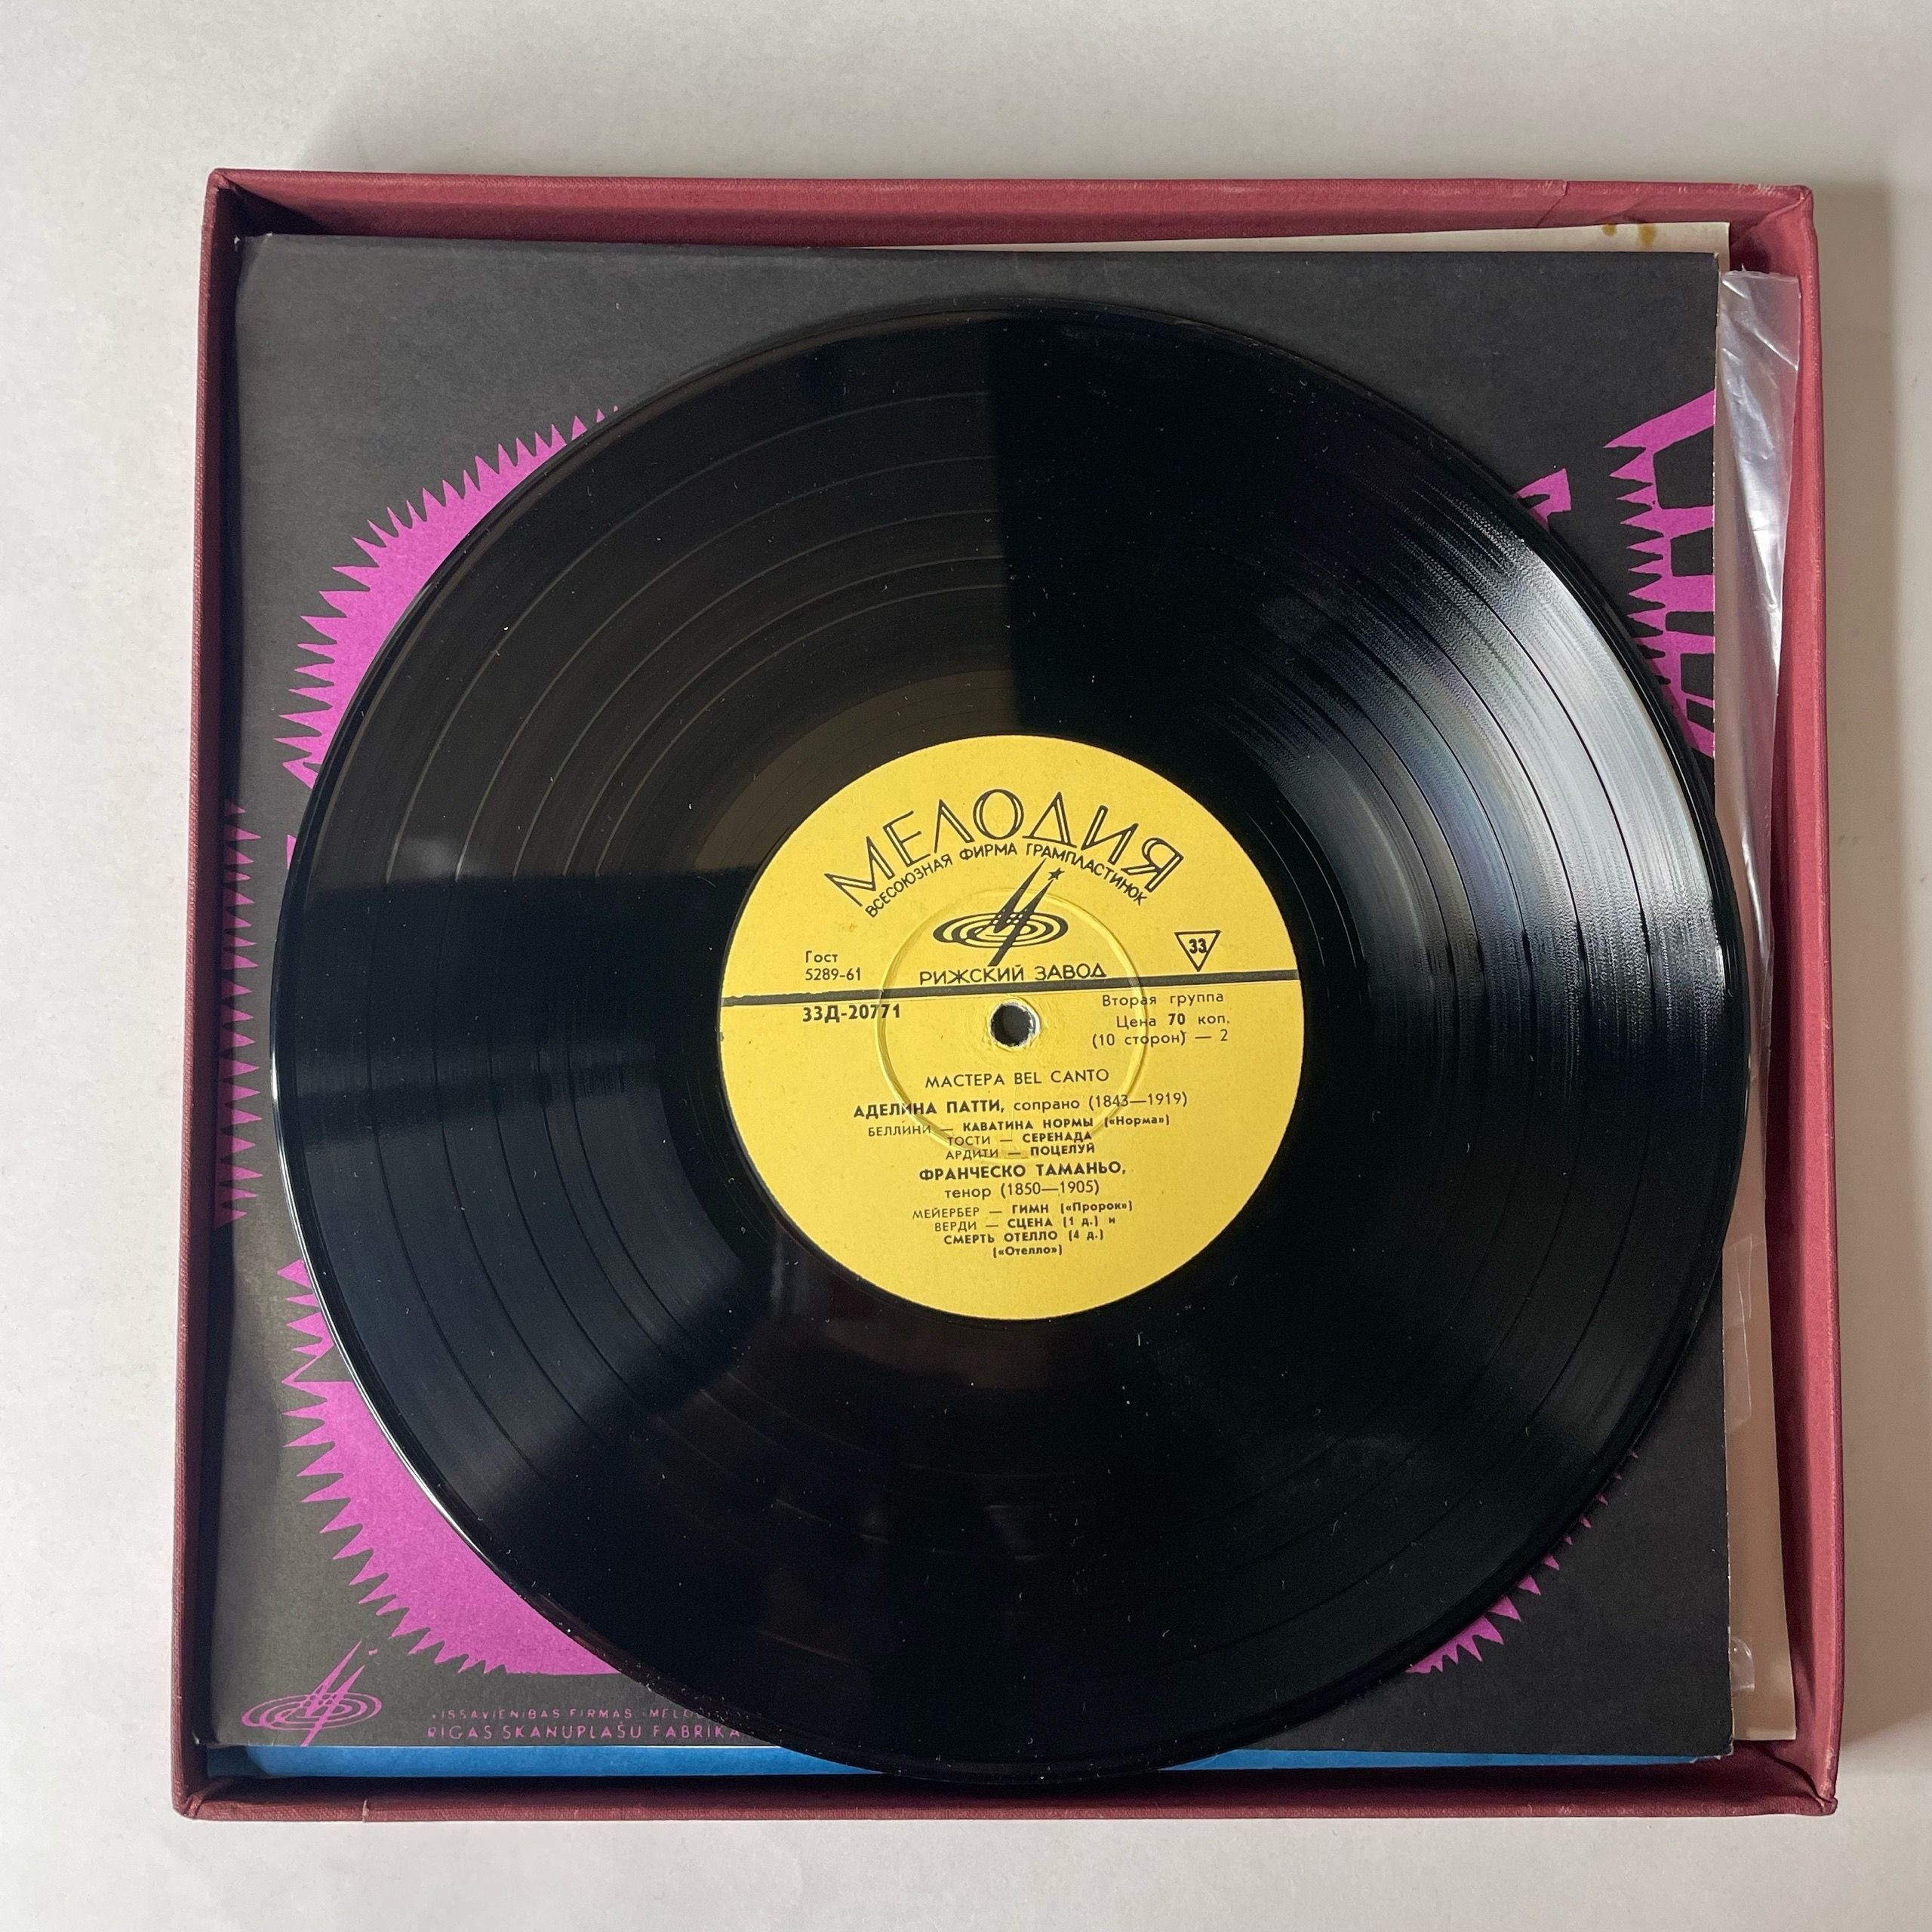 МЕЛОДИЯ
ВСЕСОЮЗНАЯ ФИРМА ГРАМПЛАСТИНОК
Гост
5289-61
33
РИЖСКИЙ ЗАВОД
33Д-20771
Вторая группа
Цена 70 коп.
(10 сторон) — 2
МАСТЕРА BEL CANTO
АДЕЛИНА ПАТТИ, сопрано (1843—1919)
БЕЛЛИНИ — КАВАТИНА НОРМЫ («Норма»)
ТОСТИ — СЕРЕНАДА
АРДИТИ — ПОЦЕЛУЙ
ФРАНЧЕСКО ТАМАНЬО,
тенор (1850—1905)
МЕЙЕРБЕР — ГИМН («Пророк»)
ВЕРДИ — СЦЕНА (1 д.) и
СМЕРТЬ ОТЕЛЛО (4 д.)
(«Отелло»)
VISSAVIENIBAS FIRMAS
RIGAS SKAŅUPLAŠU FABRIKA